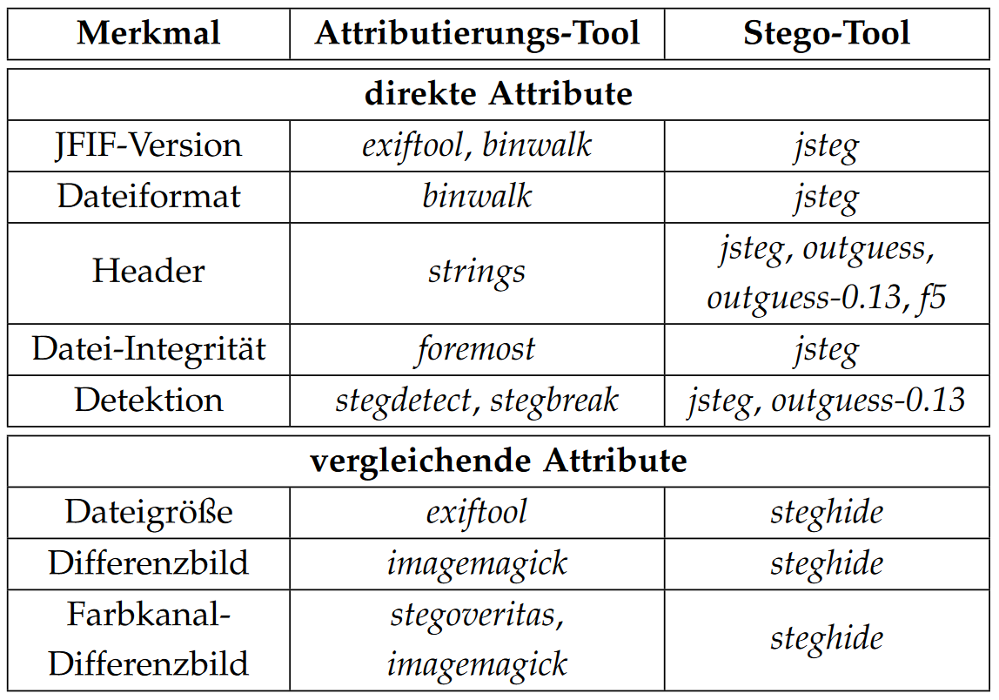 Merkmal Attributierungs-Tool Stego-Tool
direkte Attribute
JFIF-Version exiftool, binwalk jsteg
Dateiformat binwalk jsteg
Header strings jsteg, outguess,
outguess-0.13, f5
Datei-Integrität foremost jsteg
Detektion stegdetect, stegbreak jsteg, outguess-0.13
vergleichende Attribute
Dateigröße exiftool steghide
Differenzbild imagemagick steghide
Farbkanal- stegoveritas, steghide
Differenzbild imagemagick